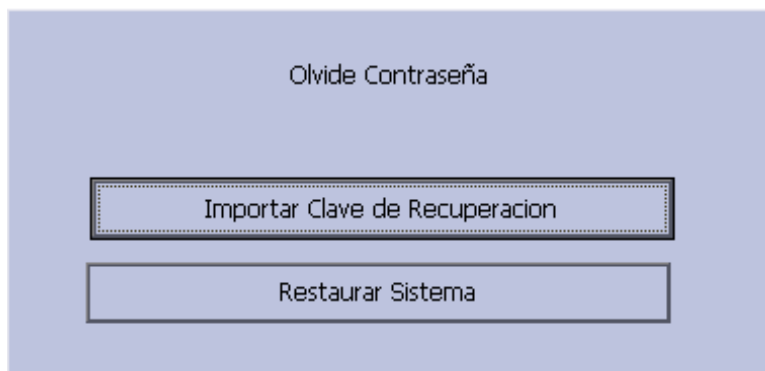 Olvide Contraseña
Importar Clave de Recuperacion
Restaurar Sistema